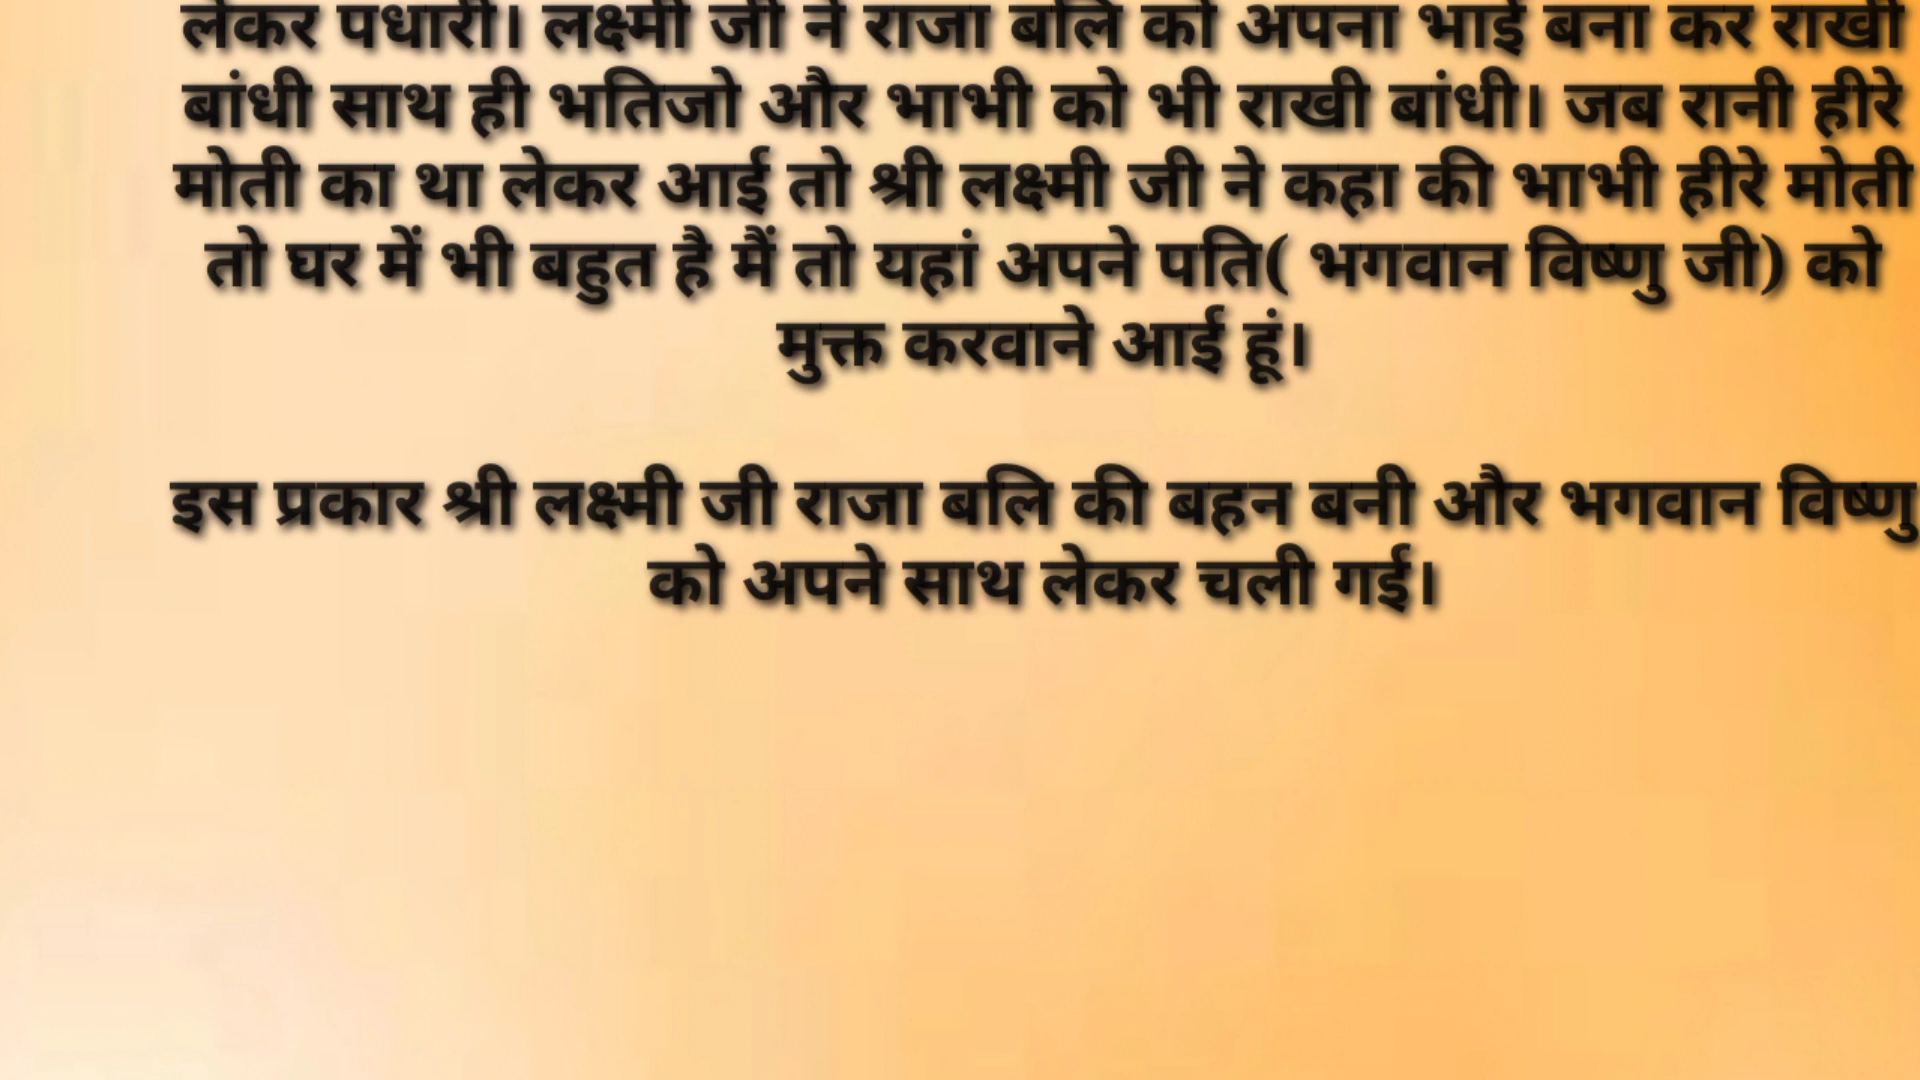 लेकर पधारी। लक्ष्मी जी ने राजा बलि को अपना भाई बना कर राखी
बांधी साथ ही भतिजो और भाभी को भी राखी बांधी। जब रानी हीरे
मोती का था लेकर आई तो श्री लक्ष्मी जी ने कहा की भाभी हीरे मोती
तो घर में भी बहुत है मैं तो यहां अपने पति( भगवान विष्णु जी) को
मुक्त करवाने आई हूं।
इस प्रकार श्री लक्ष्मी जी राजा बलि की बहन बनी और भगवान विष्णु
को अपने साथ लेकर चली गई।